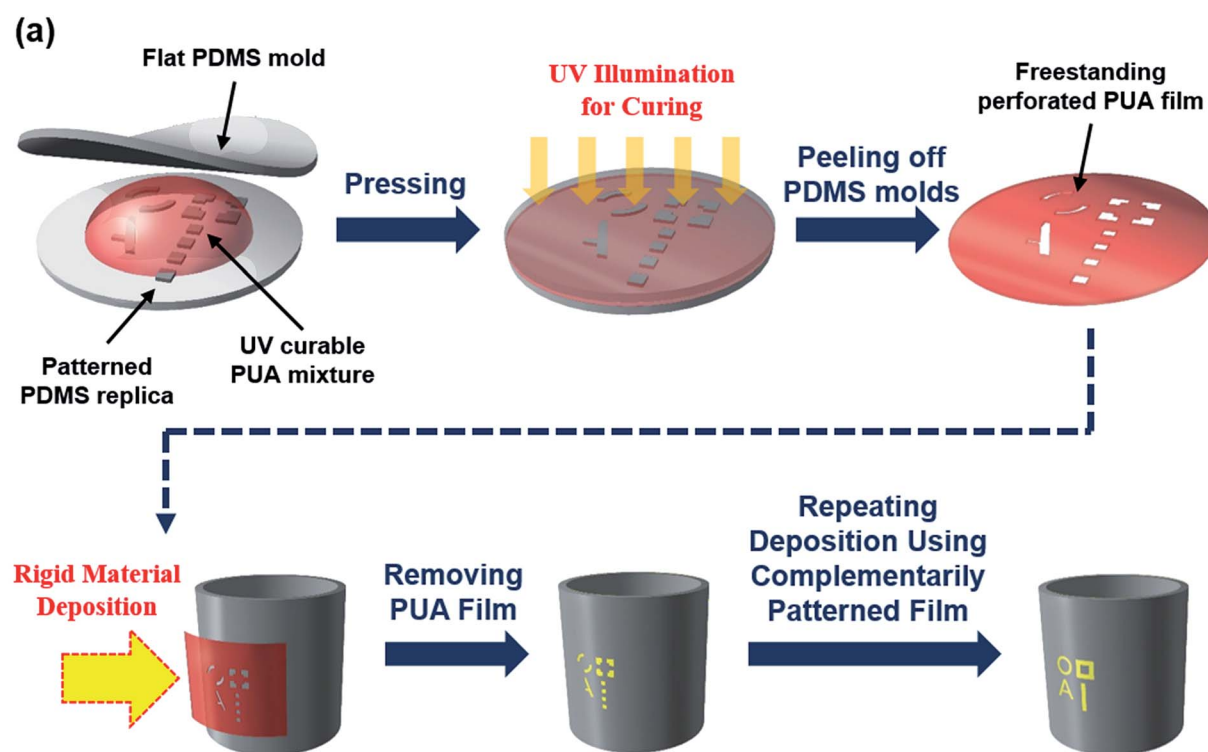 (a)
Flat PDMS mold
UV Illumination
for Curing
Freestanding
perforated PUA film
Pressing
Peeling off
PDMS molds
Patterned
PDMS replica
UV curable
PUA mixture
Rigid Material
Deposition
Removing
PUA Film
Repeating
Deposition Using
Complementarily
Patterned Film